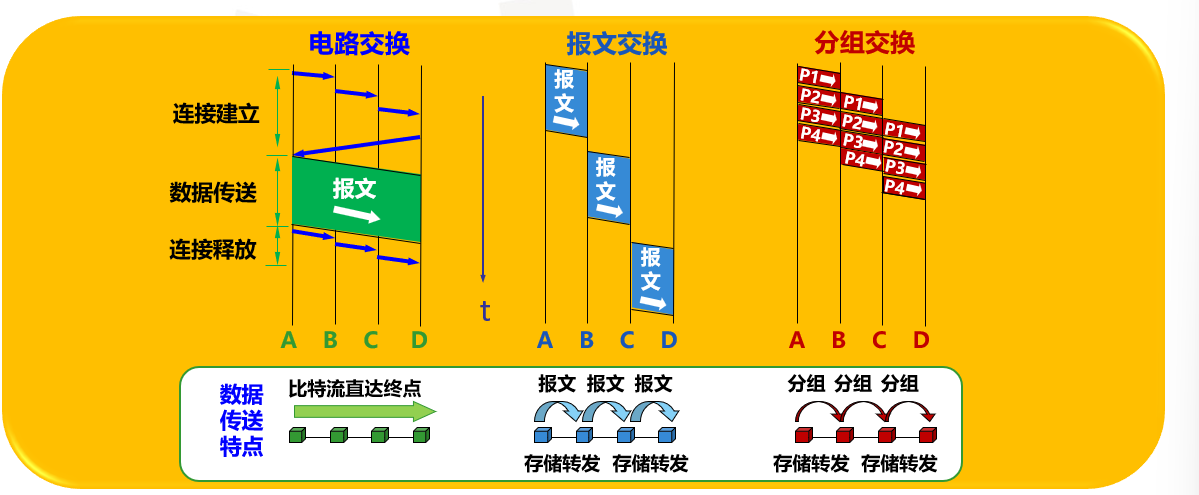 电路交换
报文交换
分组交换
连接建立
数据传送
连接释放
报文
t
报
文
报
文
报
文
P1
P2
P3
P4
P1
P2
P3
P4
P1
P2
P3
P4
A B C D
A B C D
A B C D
数据
传送
特点
比特流直达终点
报文 报文 报文
存储转发 存储转发
分组 分组 分组
存储转发 存储转发